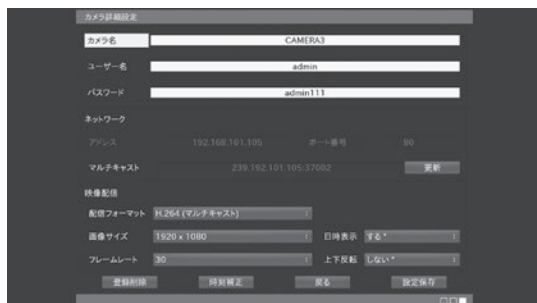 カメラ詳細設定
カメラ名 CAMERA3
ユーザー名 admin
パスワード admin111
ネットワーク
アドレス 192.168.101.105 ポート番号 80
マルチキャスト 239.192.101.105:37002 更新
映像配信
配信フォーマット H.264 (マルチキャスト)
画像サイズ 1920 x 1080 日時表示 する *
フレームレート 30 上下反転 しない *
登録削除 時刻補正 戻る 設定保存